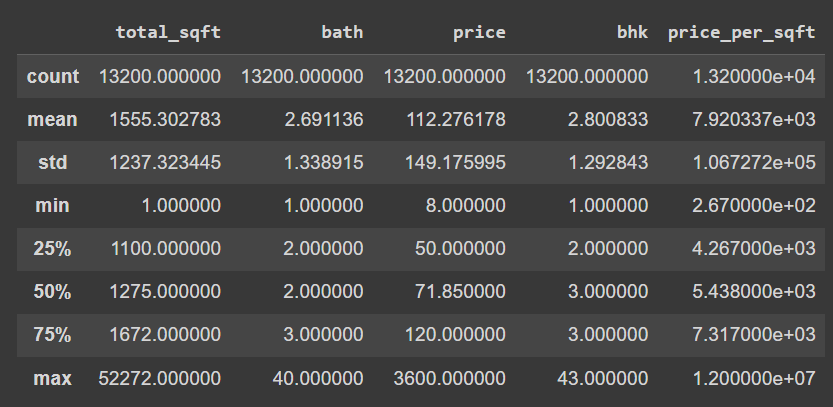 total_sqft bath price bhk price_per_sqft
count 13200.000000 13200.000000 13200.000000 13200.000000 1.320000e+04
mean 1555.302783 2.691136 112.276178 2.800833 7.920337e+03
std 1237.323445 1.338915 149.175995 1.292843 1.067272e+05
min 1.000000 1.000000 8.000000 1.000000 2.670000e+02
25% 1100.000000 2.000000 50.000000 2.000000 4.267000e+03
50% 1275.000000 2.000000 71.850000 3.000000 5.438000e+03
75% 1672.000000 3.000000 120.000000 3.000000 7.317000e+03
max 52272.000000 40.000000 3600.000000 43.000000 1.200000e+07